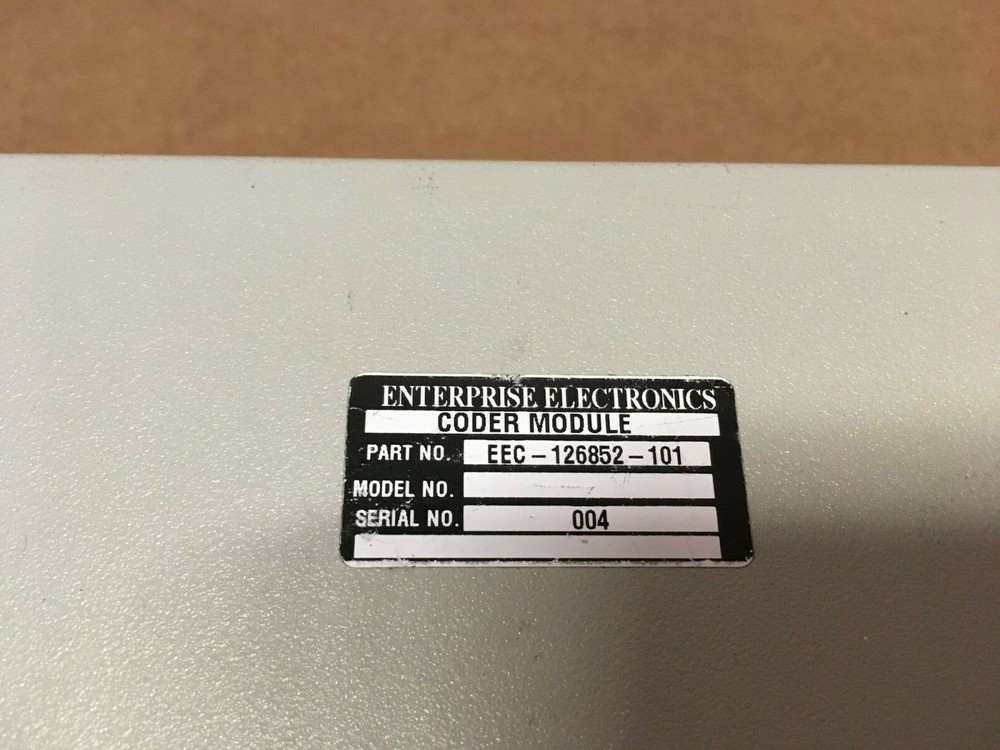 ENTERPRISE ELECTRONICS
CODER MODULE
PART NO. EEC-126852-101
MODEL NO.
SERIAL NO. 004